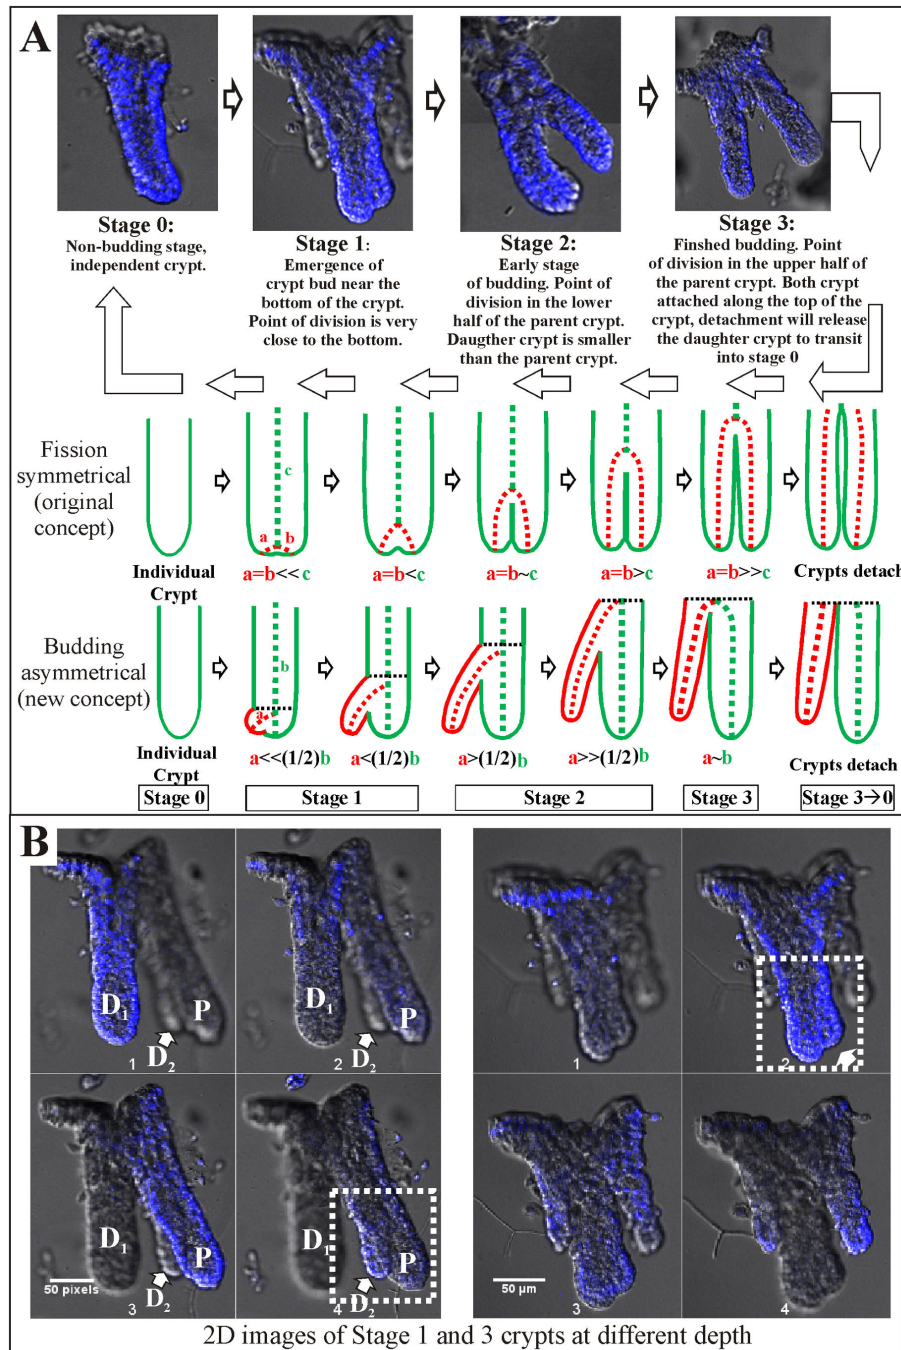 A
Stage 0:
Non-budding stage,
independent crypt.
Stage 1:
Emergence of
crypt bud near the
bottom of the crypt.
Point of division is very
close to the bottom.
Stage 2:
Early stage
of budding. Point of
division in the lower
half of the parent crypt.
Daugther crypt is smaller
than the parent crypt.
Stage 3:
Finshed budding. Point
of division in the upper half of
the parent crypt. Both crypt
attached along the top of the
crypt, detachment will release
the daughter crypt to transit
into stage 0
Fission
symmetrical
(original
concept)
Individual
Crypt
a b c
a=b<<c
a=b<c
a=b~c
a=b>c
a=b>>c
Crypts detach
Budding
asymmetrical
(new concept)
Individual
Crypt
a b
a<<(1/2)b
a<(1/2)b
a>(1/2)b
a>>(1/2)b
a~b
Crypts detach
Stage 0
Stage 1
Stage 2
Stage 3
Stage 3→0
B
D1 P
D2
1
D1 P
D2
2
D1 P
D2
50 pixels
3
D1 P
D2
4
1
2
50 µm
3
4
2D images of Stage 1 and 3 crypts at different depth